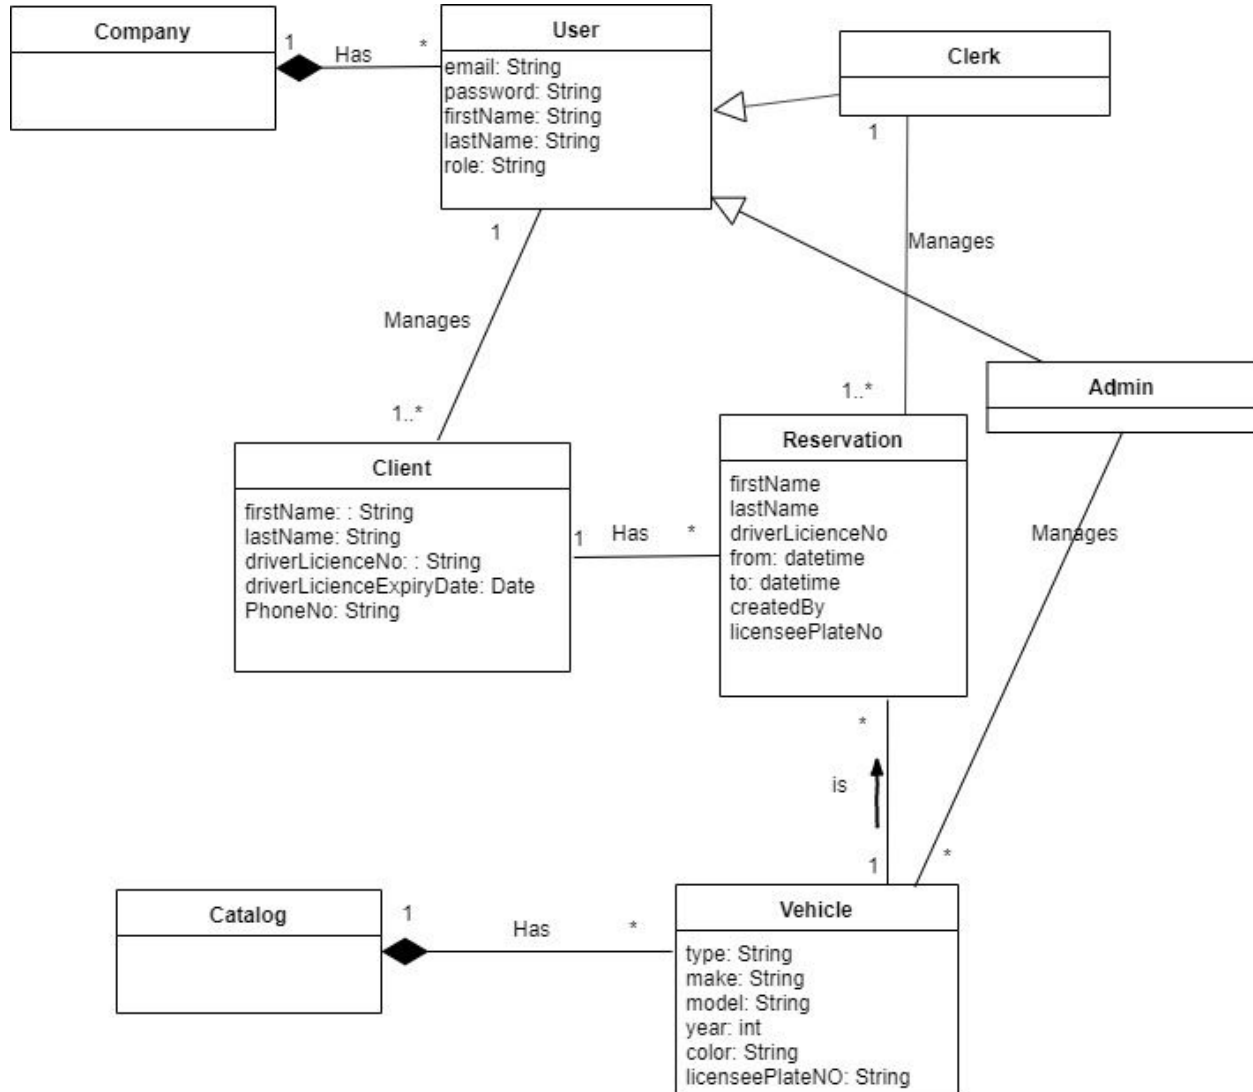 Company
1
Has
*
User
email: String
password: String
firstName: String
lastName: String
role: String
Clerk
1
1
Manages
Manages
1..*
1..*
Admin
Client
firstName: : String
lastName: String
driverLicienceNo: : String
driverLicienceExpiryDate: Date
PhoneNo: String
1
Has
*
Reservation
firstName
lastName
driverLicienceNo
from: datetime
to: datetime
createdBy
licenseePlateNo
Manages
*
is
1
*
Catalog
1
Has
*
Vehicle
type: String
make: String
model: String
year: int
color: String
licenseePlateNO: String